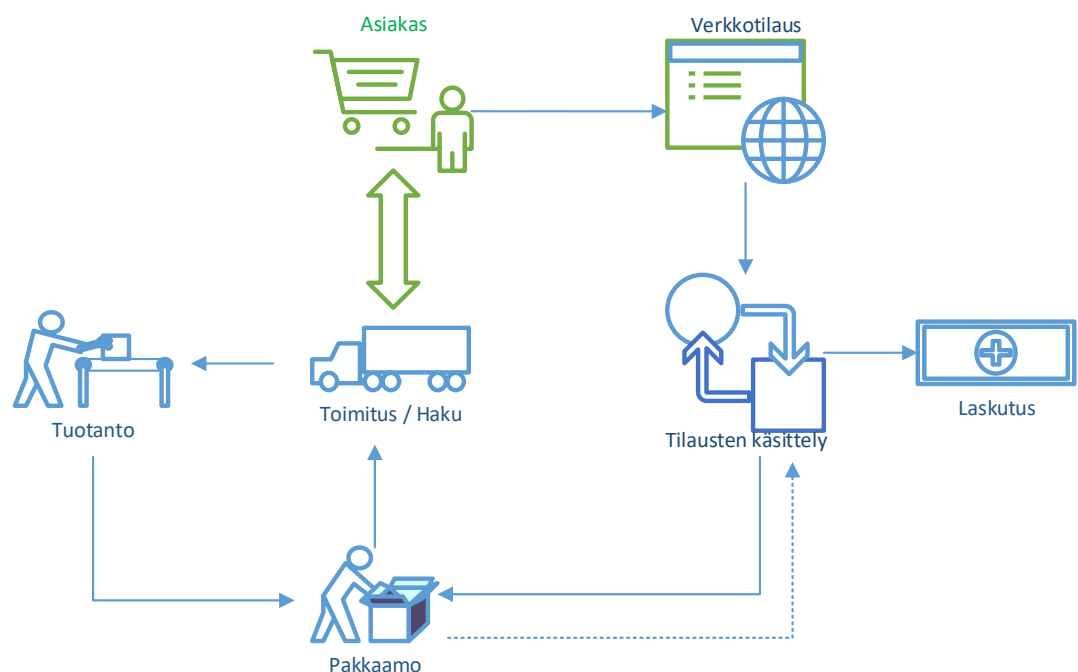 Asiakas
Verkkotilaus
Tuotanto
Toimitus / Haku
Tilausten käsittely
Laskutus
Pakkaamo